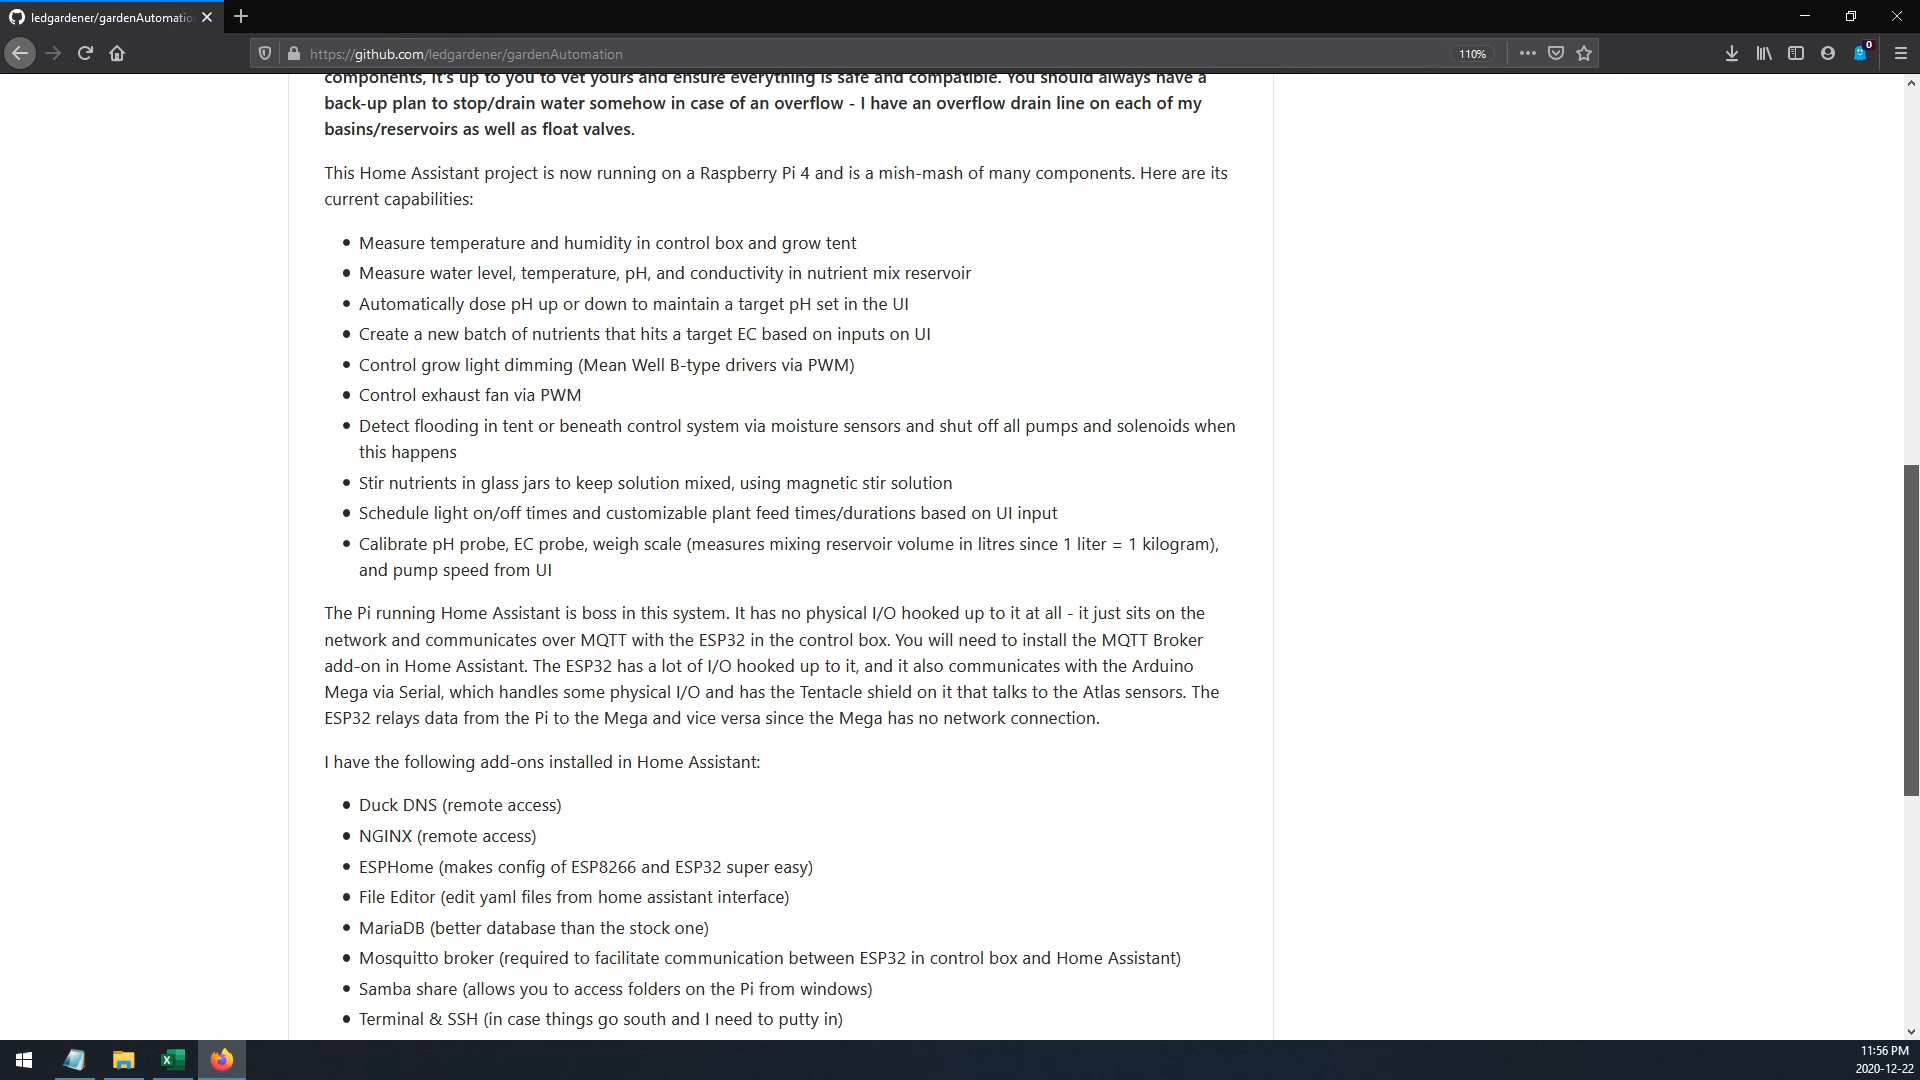 ledgardener/gardenAutomatio
https://github.com/ledgardener/gardenAutomation
110%
0
components, it's up to you to vet yours and ensure everything is safe and compatible. You should always have a
back-up plan to stop/drain water somehow in case of an overflow - I have an overflow drain line on each of my
basins/reservoirs as well as float valves.
This Home Assistant project is now running on a Raspberry Pi 4 and is a mish-mash of many components. Here are its
current capabilities:
Measure temperature and humidity in control box and grow tent
Measure water level, temperature, pH, and conductivity in nutrient mix reservoir
Automatically dose pH up or down to maintain a target pH set in the UI
Create a new batch of nutrients that hits a target EC based on inputs on UI
Control grow light dimming (Mean Well B-type drivers via PWM)
Control exhaust fan via PWM
Detect flooding in tent or beneath control system via moisture sensors and shut off all pumps and solenoids when
this happens
Stir nutrients in glass jars to keep solution mixed, using magnetic stir solution
Schedule light on/off times and customizable plant feed times/durations based on UI input
Calibrate pH probe, EC probe, weigh scale (measures mixing reservoir volume in litres since 1 liter = 1 kilogram),
and pump speed from UI
The Pi running Home Assistant is boss in this system. It has no physical I/O hooked up to it at all - it just sits on the
network and communicates over MQTT with the ESP32 in the control box. You will need to install the MQTT Broker
add-on in Home Assistant. The ESP32 has a lot of I/O hooked up to it, and it also communicates with the Arduino
Mega via Serial, which handles some physical I/O and has the Tentacle shield on it that talks to the Atlas sensors. The
ESP32 relays data from the Pi to the Mega and vice versa since the Mega has no network connection.
I have the following add-ons installed in Home Assistant:
Duck DNS (remote access)
NGINX (remote access)
ESPHome (makes config of ESP8266 and ESP32 super easy)
File Editor (edit yaml files from home assistant interface)
MariaDB (better database than the stock one)
Mosquitto broker (required to facilitate communication between ESP32 in control box and Home Assistant)
Samba share (allows you to access folders on the Pi from windows)
Terminal & SSH (in case things go south and I need to putty in)
11:56 PM
2020-12-22